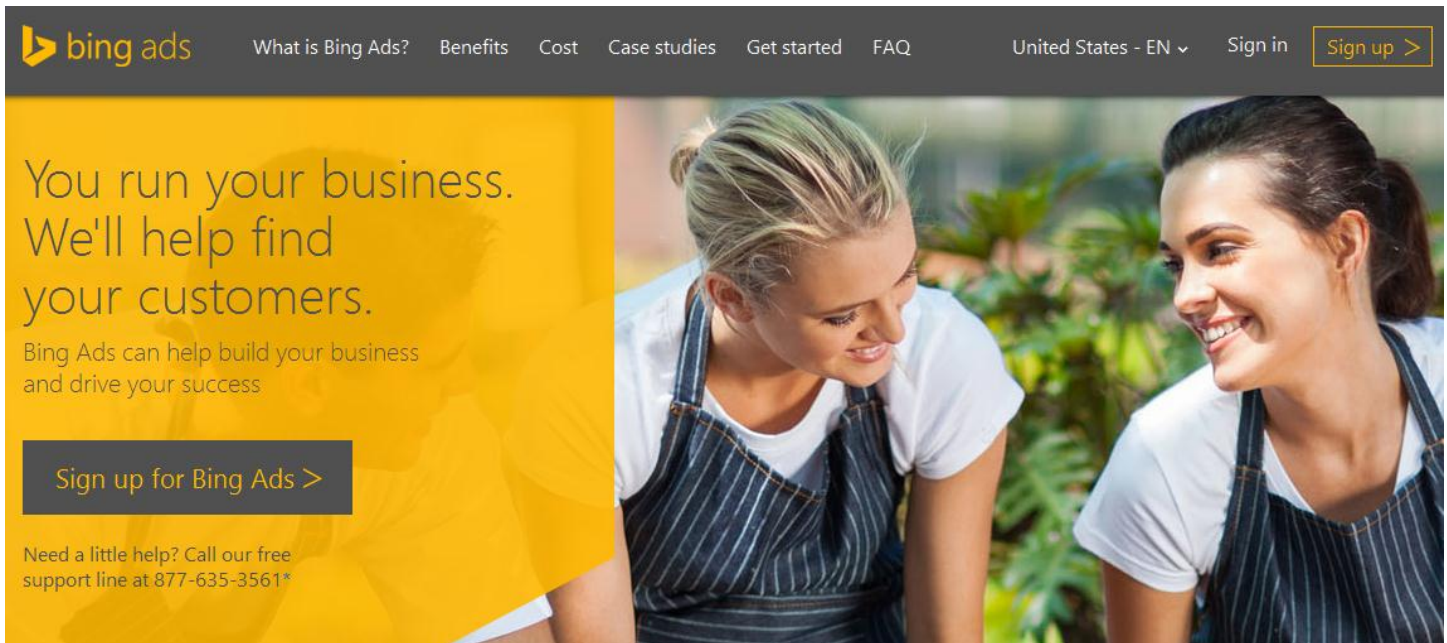 bing ads What is Bing Ads? Benefits Cost Case studies Get started FAQ United States - EN Sign in Sign up >
You run your business.
We'll help find
your customers.
Bing Ads can help build your business
and drive your success
Sign up for Bing Ads >
Need a little help? Call our free
support line at 877-635-3561*